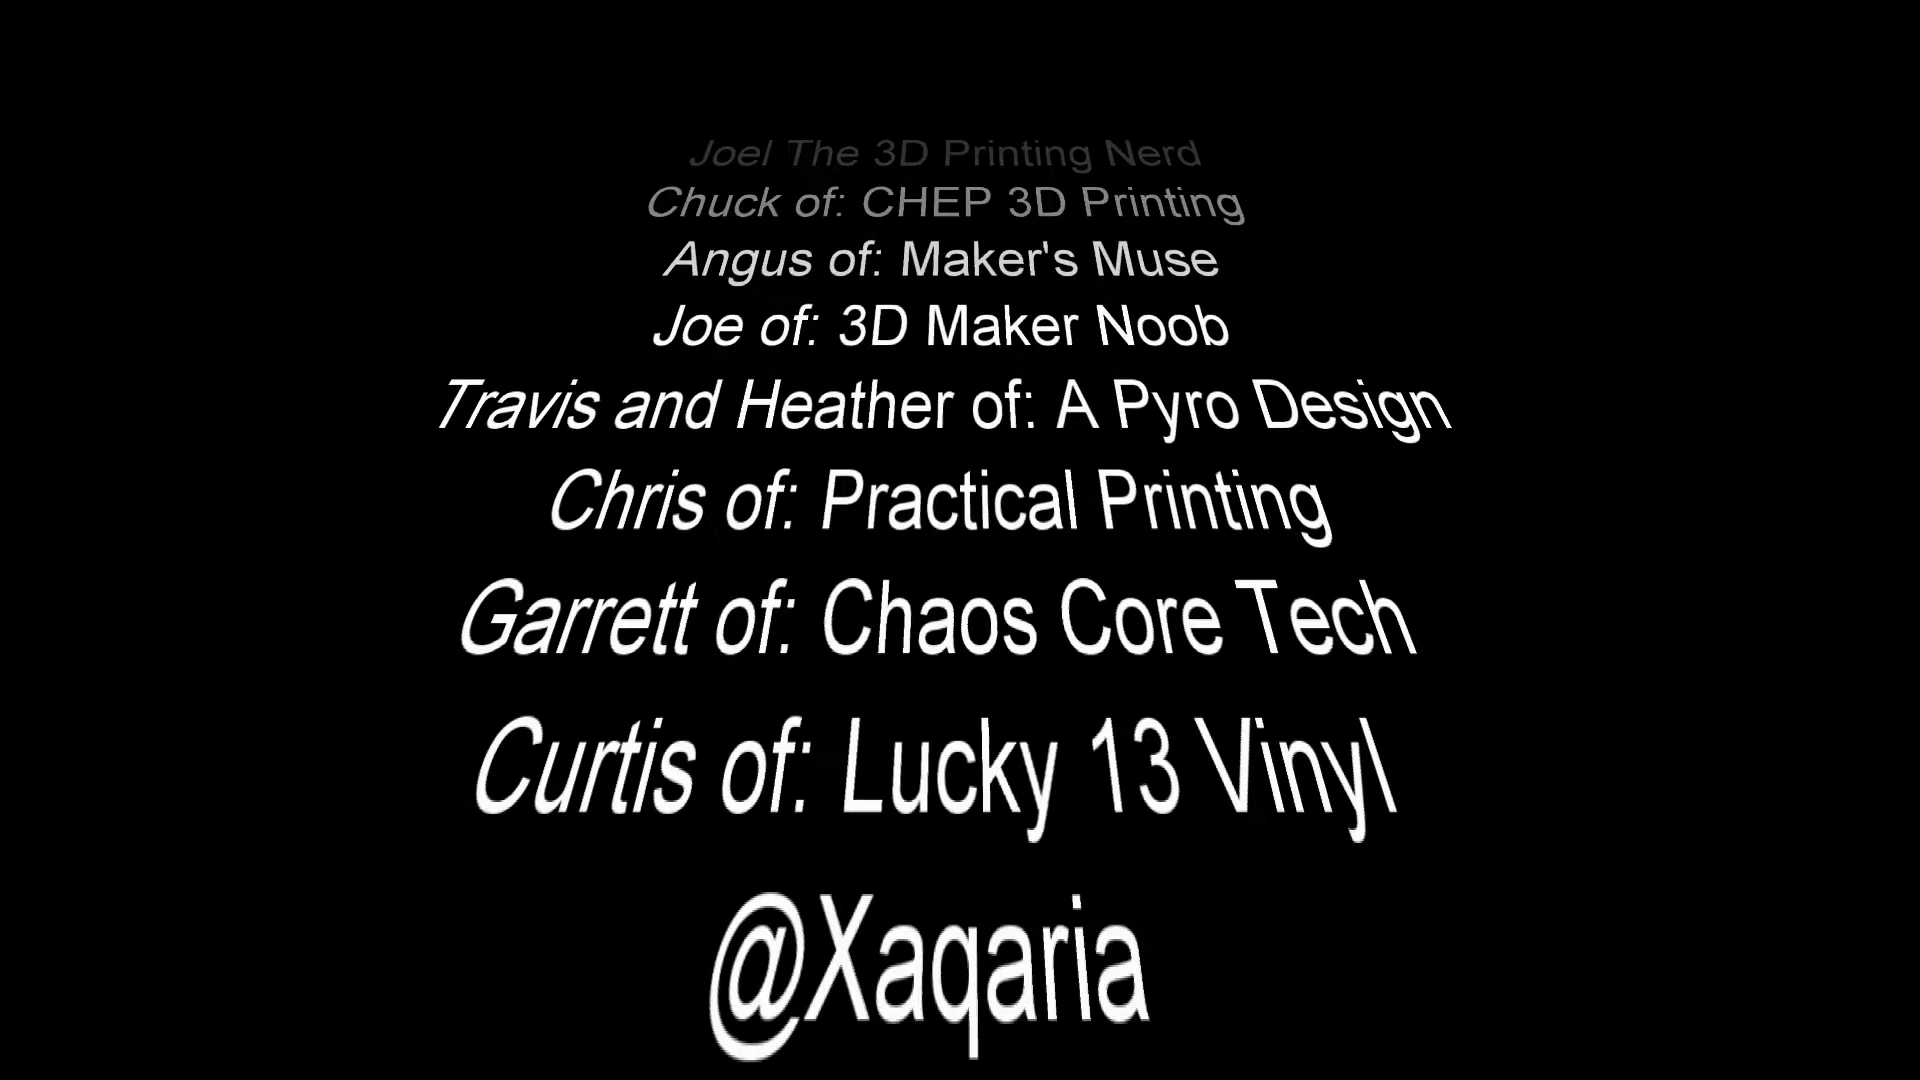 Joel The 3D Printing Nerd
Chuck of: CHEP 3D Printing
Angus of: Maker's Muse
Joe of: 3D Maker Noob
Travis and Heather of: A Pyro Design
Chris of: Practical Printing
Garrett of: Chaos Core Tech
Curtis of: Lucky 13 Vinyl
@Xaqaria